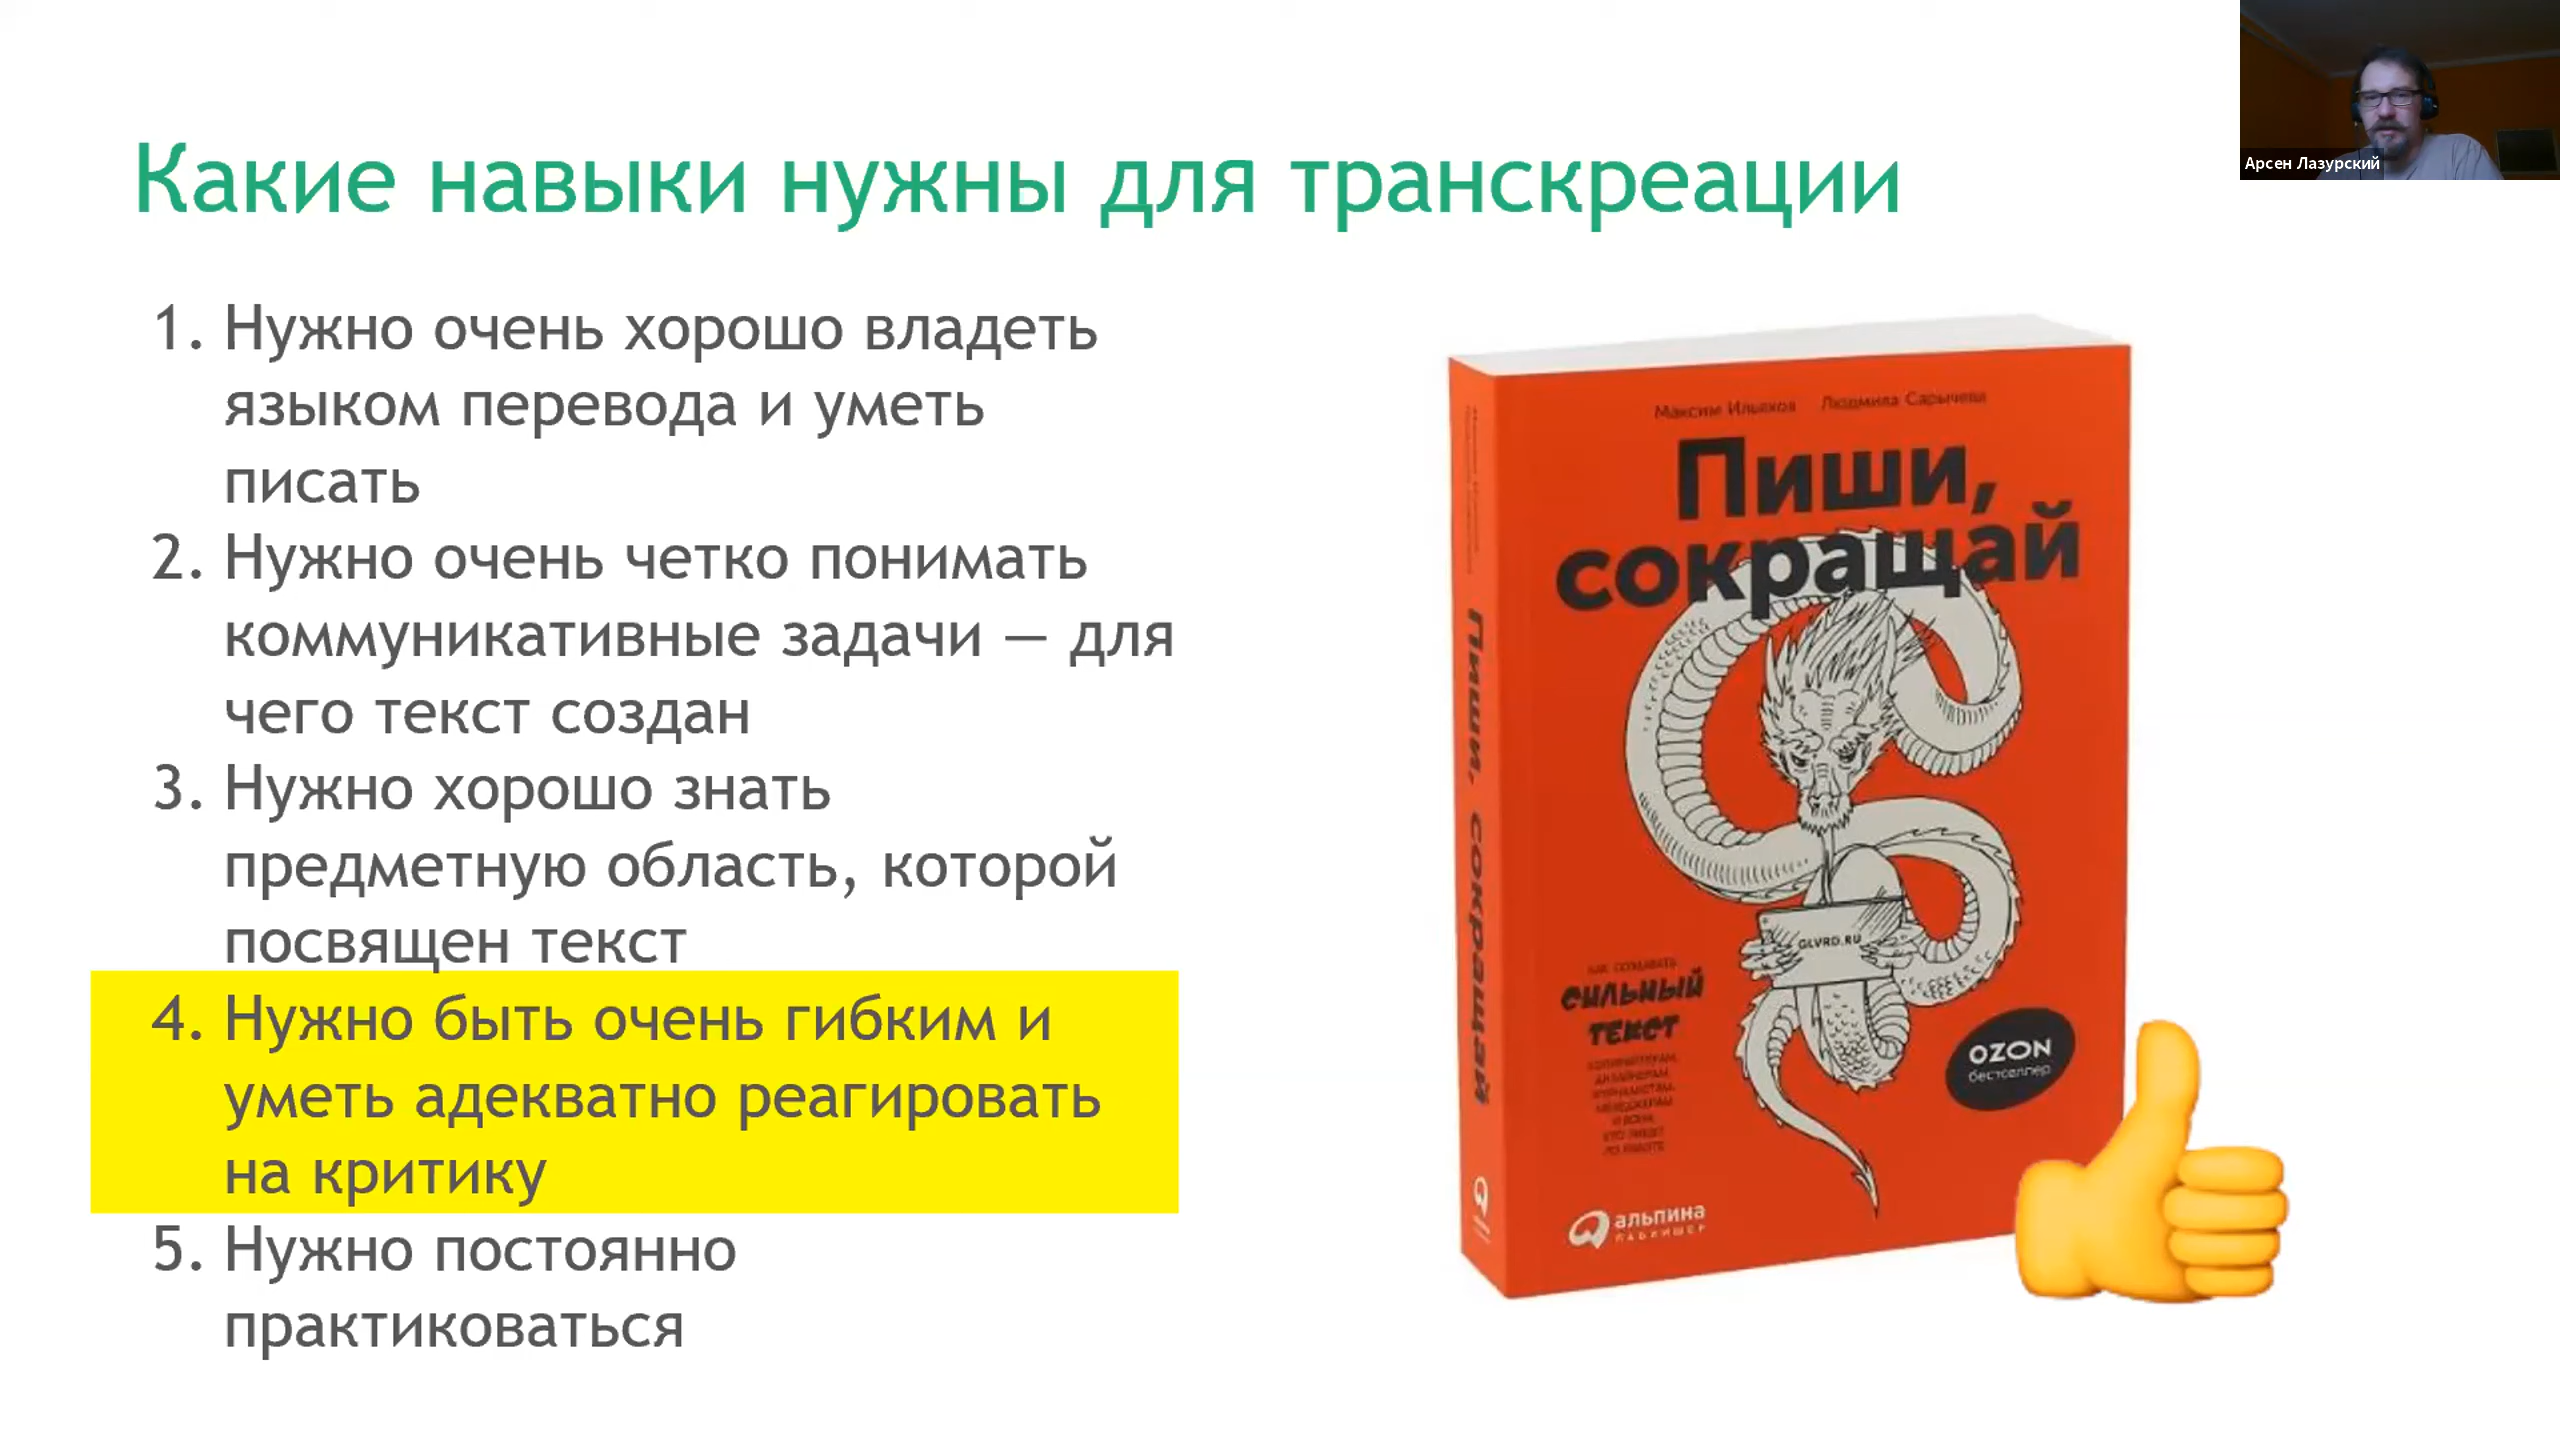 Арсен Лазурский
Какие навыки нужны для транскреации
1. Нужно очень хорошо владеть
языком перевода и уметь
писать
2. Нужно очень четко понимать
коммуникативные задачи — для
чего текст создан
3. Нужно хорошо знать
предметную область, которой
посвящен текст
4. Нужно быть очень гибким и
уметь адекватно реагировать
на критику
5. Нужно постоянно
практиковаться
Максим Ильяхов Людмила Сарычева
Пиши,
сокращай
Пиши, сокращай
GLVRD.RU
как создавать
сильный
текст
OZON
бестселлер
альпина
паблишер